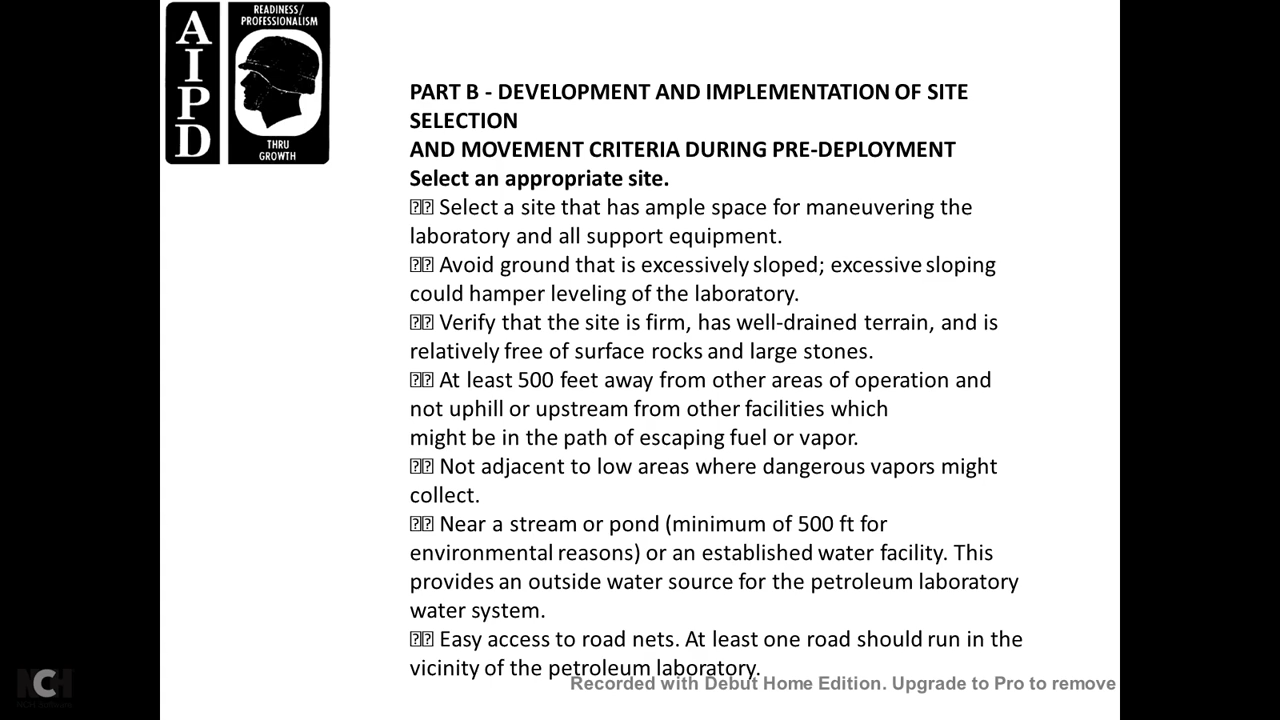 AIPD
READINESS/
PROFESSIONALISM
THRU
GROWTH
PART B - DEVELOPMENT AND IMPLEMENTATION OF SITE
SELECTION
AND MOVEMENT CRITERIA DURING PRE-DEPLOYMENT
Select an appropriate site.
⍰⍰ Select a site that has ample space for maneuvering the
laboratory and all support equipment.
⍰⍰ Avoid ground that is excessively sloped; excessive sloping
could hamper leveling of the laboratory.
⍰⍰ Verify that the site is firm, has well-drained terrain, and is
relatively free of surface rocks and large stones.
⍰⍰ At least 500 feet away from other areas of operation and
not uphill or upstream from other facilities which
might be in the path of escaping fuel or vapor.
⍰⍰ Not adjacent to low areas where dangerous vapors might
collect.
⍰⍰ Near a stream or pond (minimum of 500 ft for
environmental reasons) or an established water facility. This
provides an outside water source for the petroleum laboratory
water system.
⍰⍰ Easy access to road nets. At least one road should run in the
vicinity of the petroleum laboratory.
Recorded with Debut Home Edition. Upgrade to Pro to remove
NCH
NCH Software